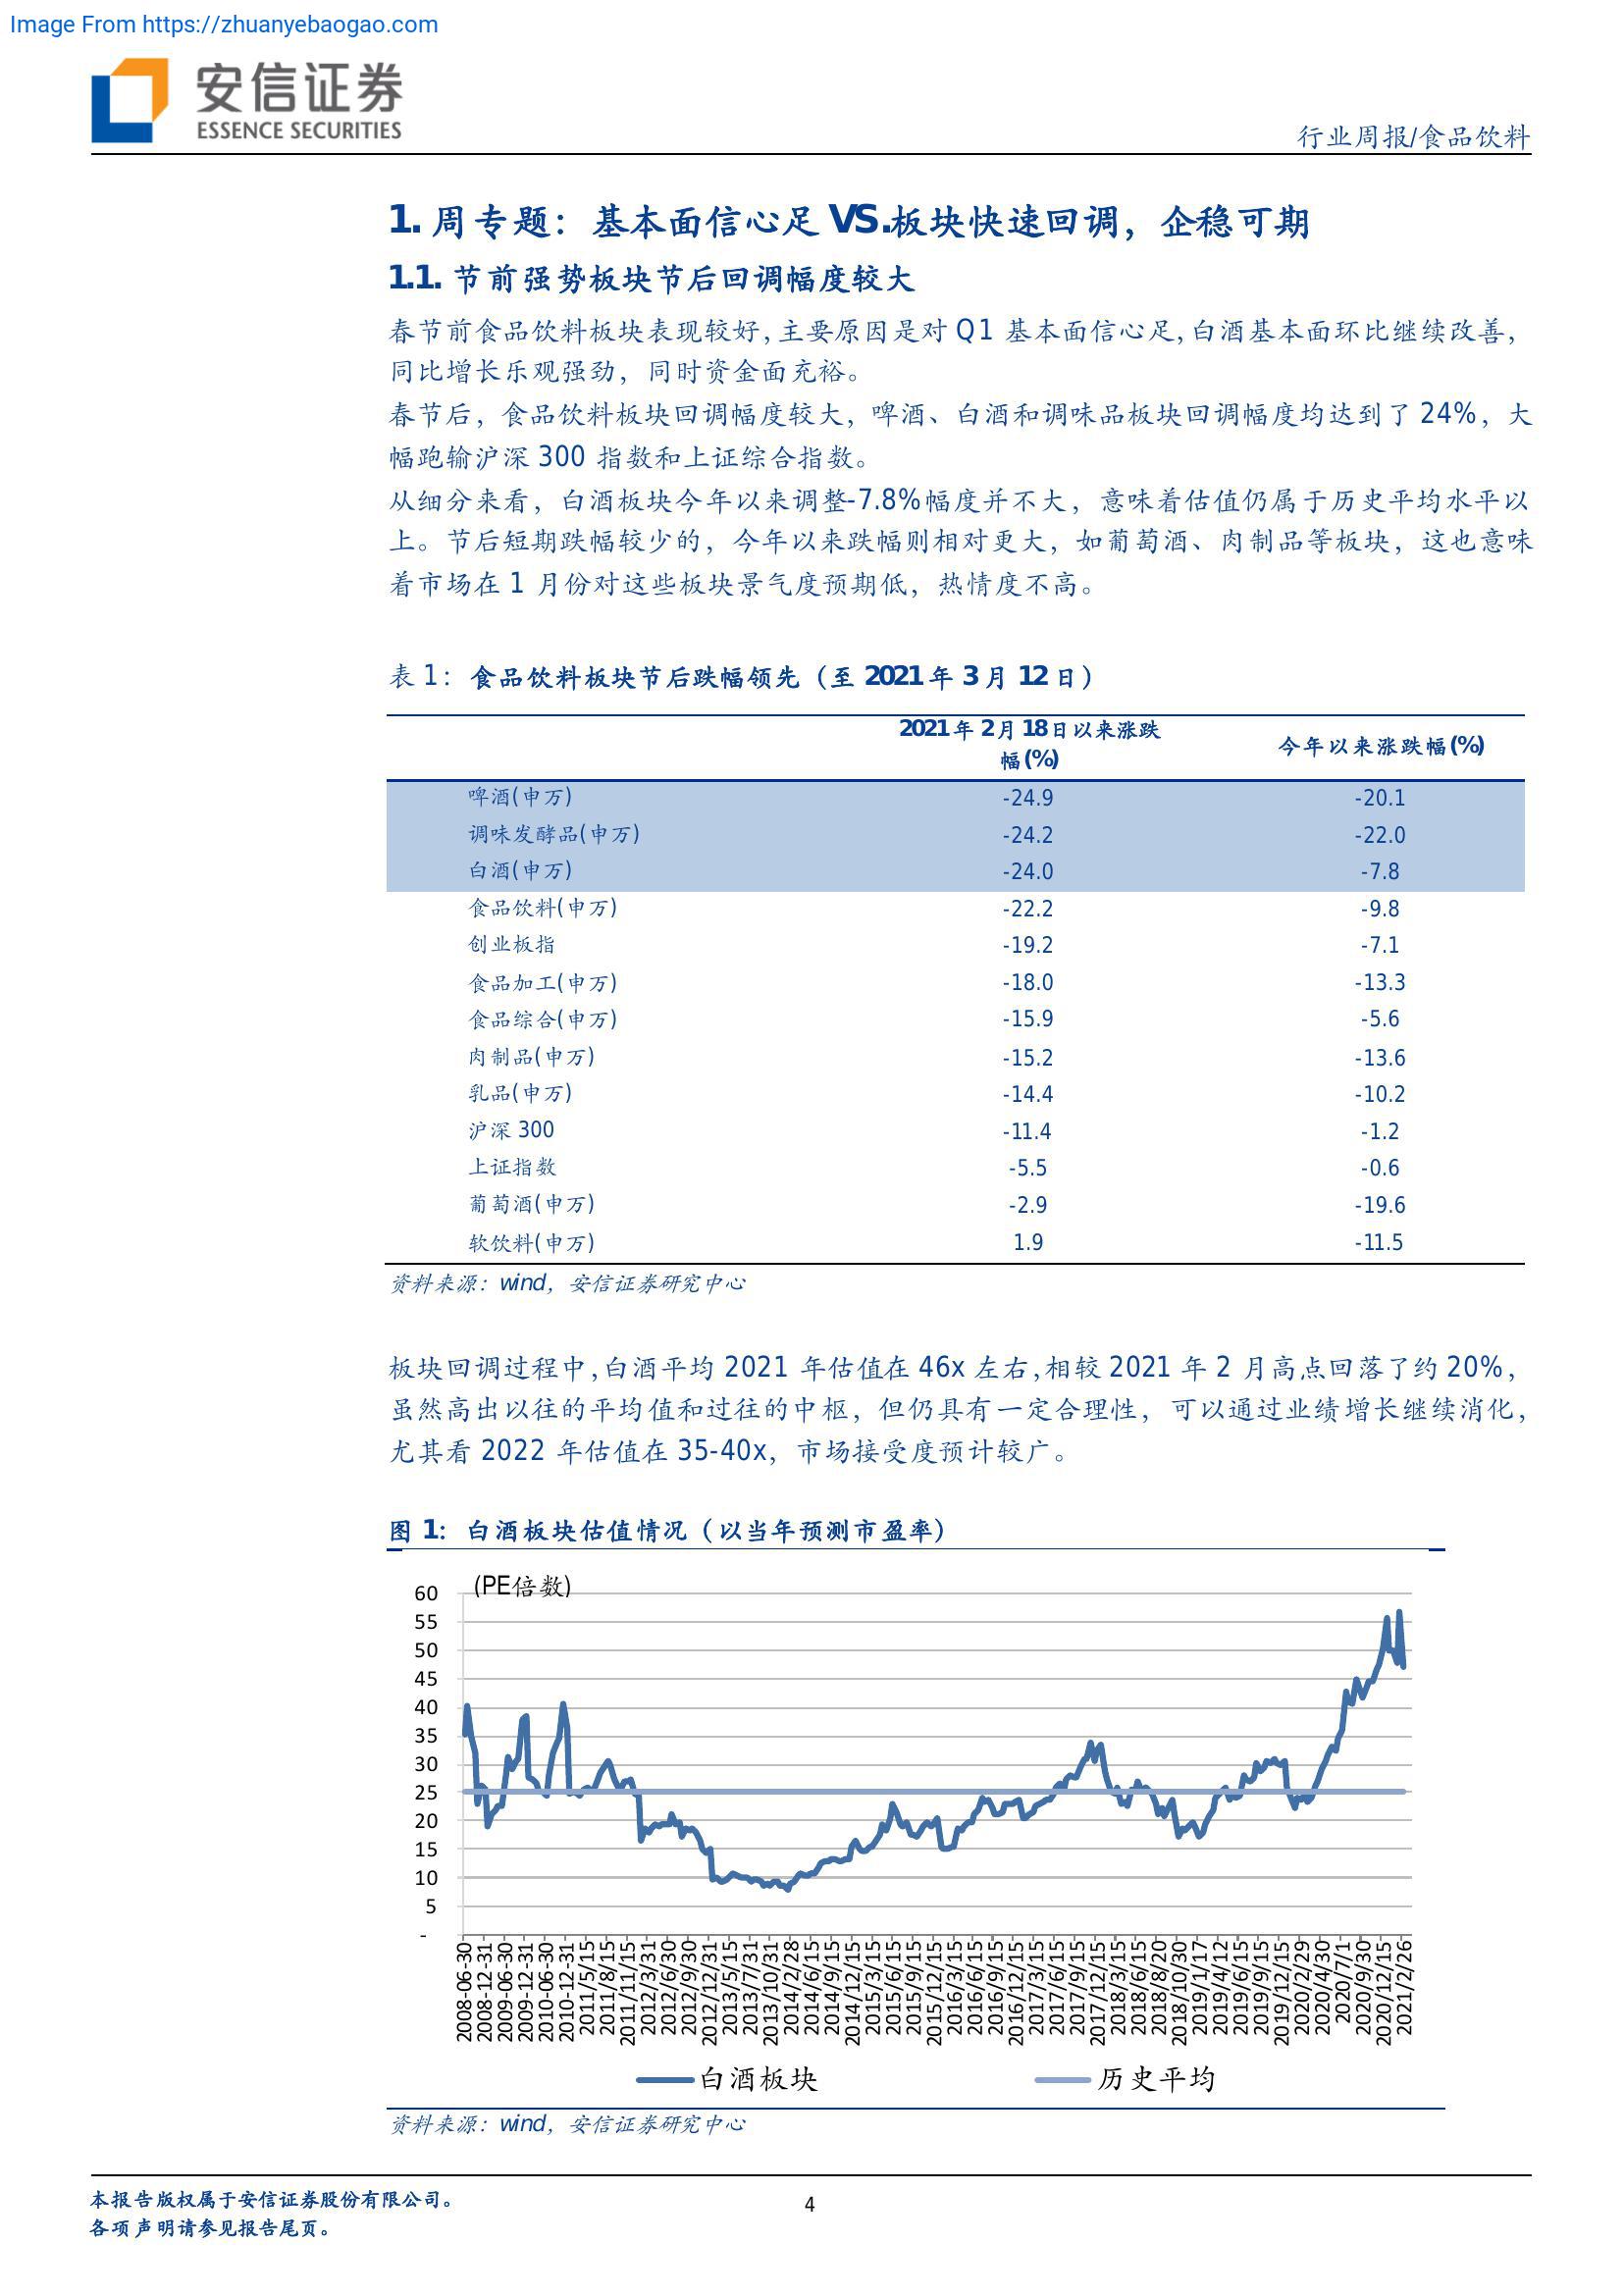 Image From https://zhuanyebaogao.com
安信证券
ESSENCE SECURITIES
行业周报/食品饮料
1. 周专题：基本面信心足 VS.板块快速回调，企稳可期
1.1. 节前强势板块节后回调幅度较大
春节前食品饮料板块表现较好，主要原因是对 Q1 基本面信心足，白酒基本面环比继续改善，
同比增长乐观强劲，同时资金面充裕。
春节后，食品饮料板块回调幅度较大，啤酒、白酒和调味品板块回调幅度均达到了 24%，大
幅跑输沪深 300 指数和上证综合指数。
从细分来看，白酒板块今年以来调整-7.8%幅度并不大，意味着估值仍属于历史平均水平以
上。节后短期跌幅较少的，今年以来跌幅则相对更大，如葡萄酒、肉制品等板块，这也意味
着市场在 1 月份对这些板块景气度预期低，热情度不高。
表 1：食品饮料板块节后跌幅领先（至 2021 年 3 月 12 日）
2021 年 2月 18日以来涨跌
幅(%)
今年以来涨跌幅(%)
啤酒(申万) -24.9 -20.1
调味发酵品(申万) -24.2 -22.0
白酒(申万) -24.0 -7.8
食品饮料(申万) -22.2 -9.8
创业板指 -19.2 -7.1
食品加工(申万) -18.0 -13.3
食品综合(申万) -15.9 -5.6
肉制品(申万) -15.2 -13.6
乳品(申万) -14.4 -10.2
沪深 300 -11.4 -1.2
上证指数 -5.5 -0.6
葡萄酒(申万) -2.9 -19.6
软饮料(申万) 1.9 -11.5
资料来源：wind，安信证券研究中心
板块回调过程中，白酒平均 2021 年估值在 46x 左右，相较 2021 年 2 月高点回落了约 20%，
虽然高出以往的平均值和过往的中枢，但仍具有一定合理性，可以通过业绩增长继续消化，
尤其看 2022 年估值在 35-40x，市场接受度预计较广。
图 1：白酒板块估值情况（以当年预测市盈率）
(PE倍数)
60
55
50
45
40
35
30
25
20
15
10
5
-
2008-06-30
2008-12-31
2009-06-30
2009-12-31
2010-06-30
2010-12-31
2011/5/15
2011/8/15
2011/11/15
2012/3/31
2012/6/30
2012/9/30
2012/12/31
2013/5/15
2013/7/31
2013/10/31
2014/2/28
2014/6/15
2014/9/15
2014/12/15
2015/3/15
2015/6/15
2015/9/15
2015/12/15
2016/3/15
2016/6/15
2016/9/15
2016/12/15
2017/3/15
2017/6/15
2017/9/15
2017/12/15
2018/3/15
2018/6/15
2018/8/20
2018/10/30
2019/1/17
2019/4/12
2019/6/15
2019/9/15
2019/12/15
2020/2/29
2020/4/30
2020/7/1
2020/9/30
2020/12/15
2021/2/26
白酒板块
历史平均
资料来源：wind，安信证券研究中心
本报告版权属于安信证券股份有限公司。
各项声明请参见报告尾页。
4